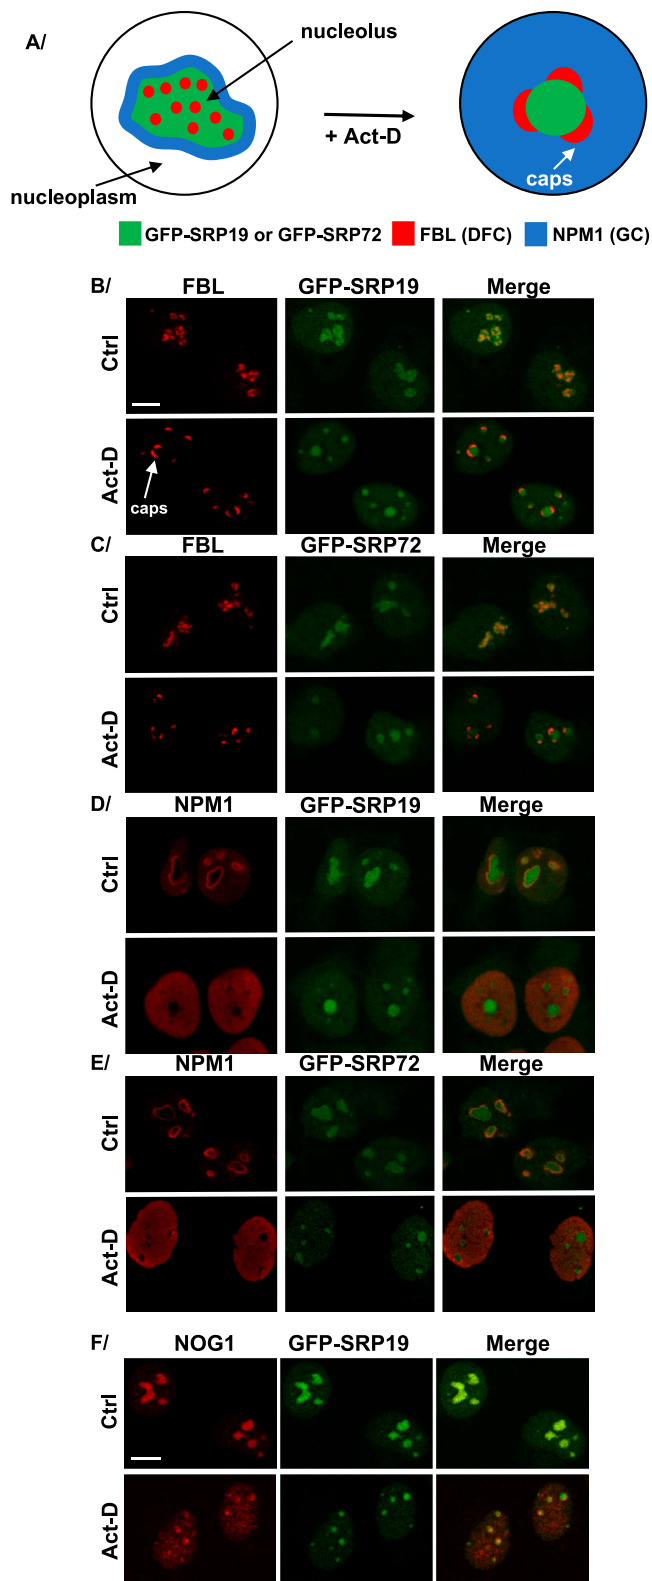 A/
nucleolus
+ Act-D
nucleoplasm
caps
GFP-SRP19 or GFP-SRP72 FBL (DFC) NPM1 (GC)
B/ FBL GFP-SRP19 Merge
Ctrl
Act-D
caps
C/ FBL GFP-SRP72 Merge
Ctrl
Act-D
D/ NPM1 GFP-SRP19 Merge
Ctrl
Act-D
E/ NPM1 GFP-SRP72 Merge
Ctrl
Act-D
F/ NOG1 GFP-SRP19 Merge
Ctrl
Act-D